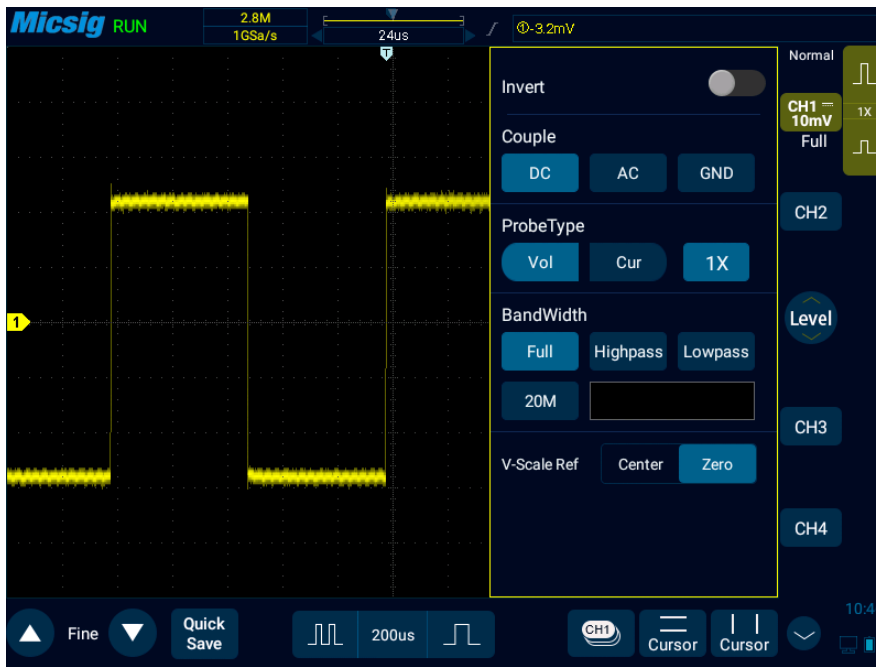 Micsig RUN
2.8M
1GSa/s
24us
①-3.2mV
T
Normal
Invert
CH1
10mV
1X
Full
Couple
DC AC GND
CH2
ProbeType
Vol Cur 1X
BandWidth
1
Level
Full Highpass Lowpass
20M
CH3
V-Scale Ref Center Zero
CH4
10:4
Fine
Quick
Save
200us
CH1
Cursor
Cursor